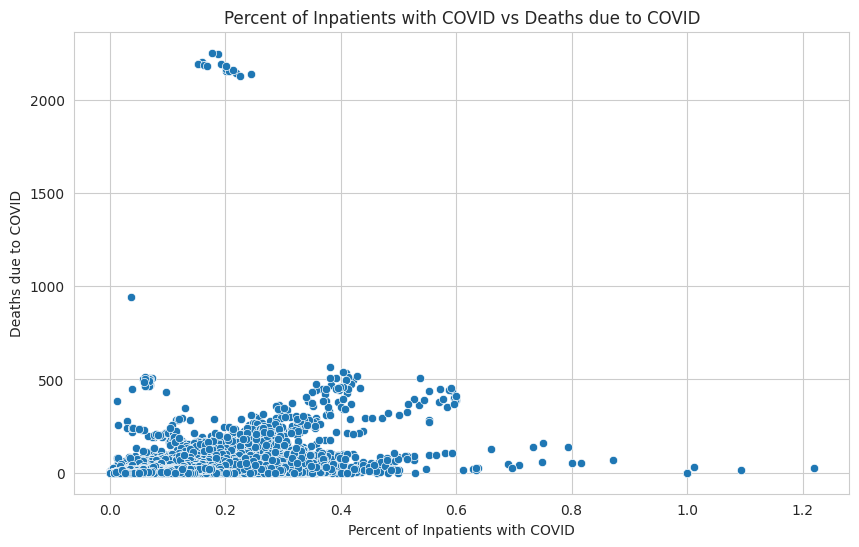 Percent of Inpatients with COVID vs Deaths due to COVID
Deaths due to COVID
2000
1500
1000
500
0
0.0 0.2 0.4 0.6 0.8 1.0 1.2
Percent of Inpatients with COVID